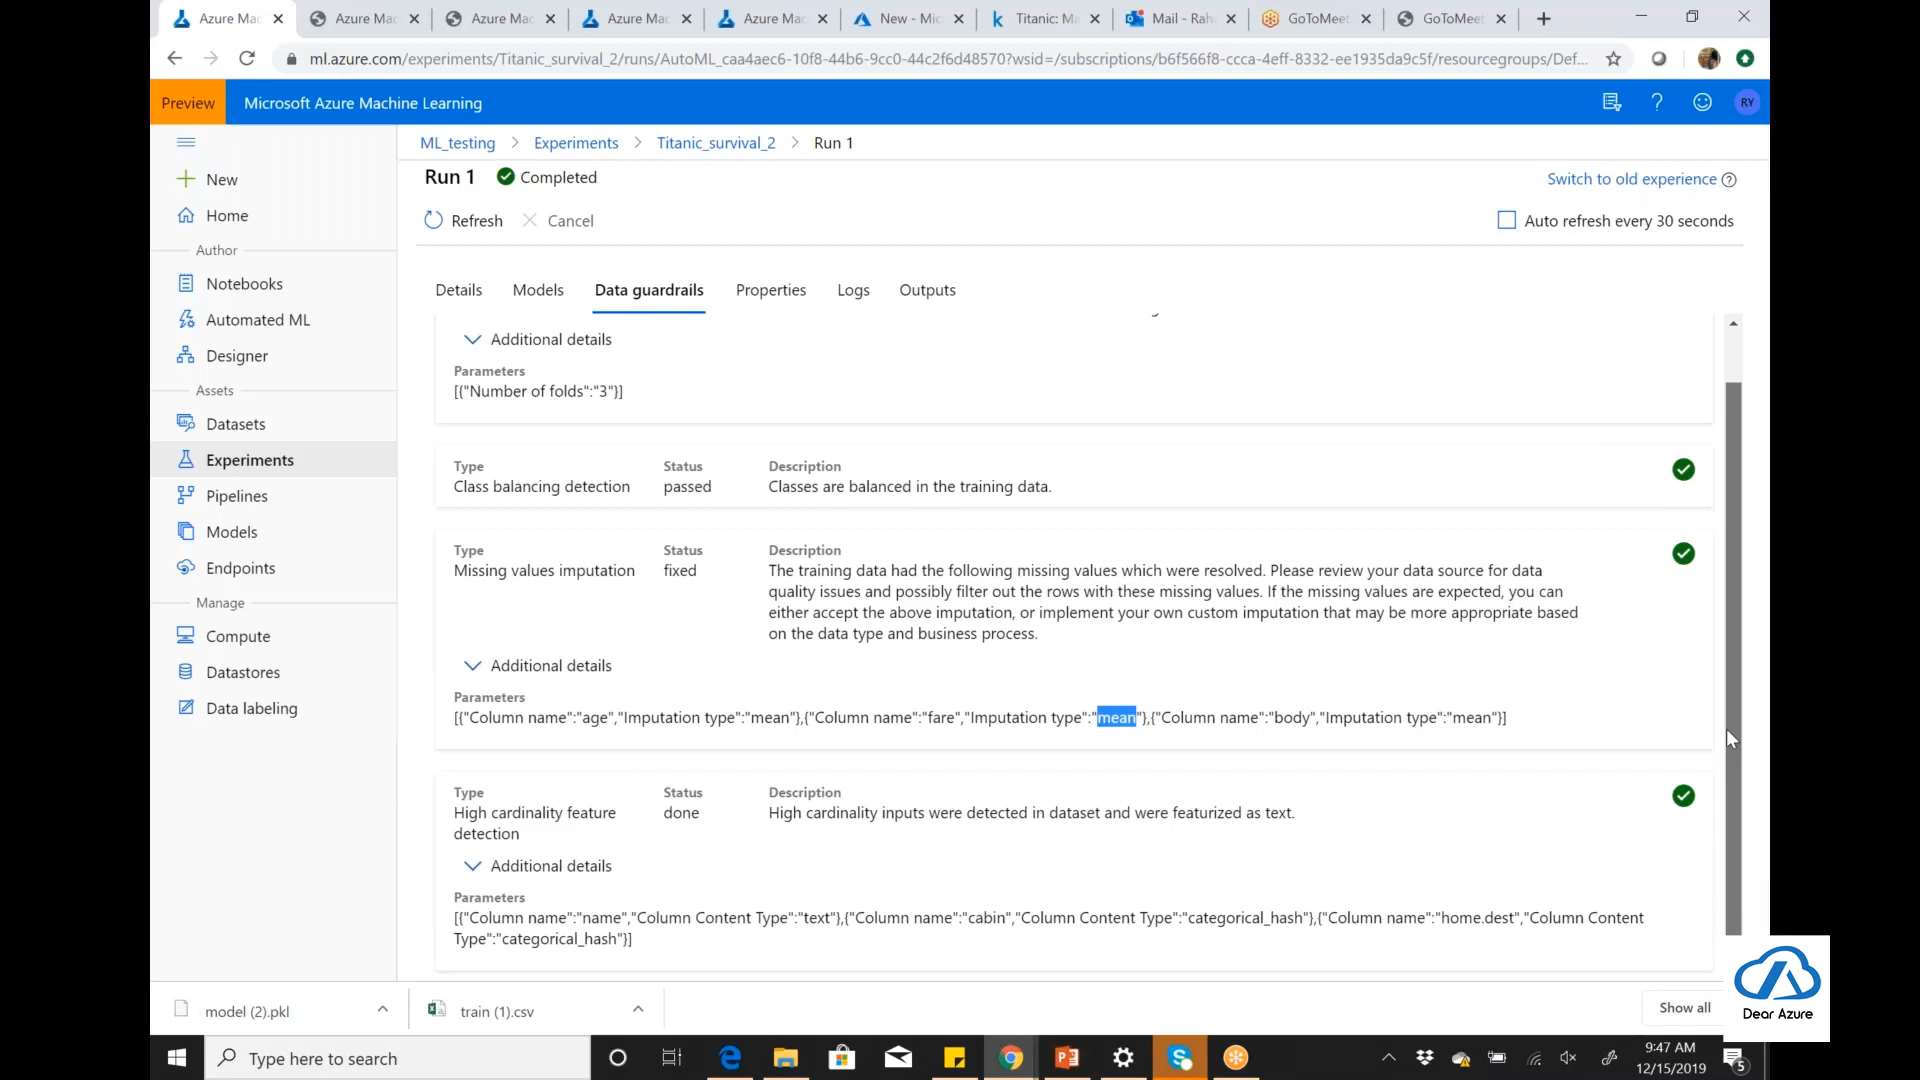 Azure Mac
Azure Mac
Azure Mac
Azure Mac
Azure Mac
New - Mic
Titanic: Ma
Mail - Rah
GoToMeet
GoToMeet
ml.azure.com/experiments/Titanic_survival_2/runs/AutoML_caa4aec6-10f8-44b6-9cc0-44c2f6d48570?wsid=/subscriptions/b6f566f8-ccca-4eff-8332-ee1935da9c5f/resourcegroups/Def...
Preview
Microsoft Azure Machine Learning
RY
ML_testing > Experiments > Titanic_survival_2 > Run 1
New
Home
Author
Notebooks
Automated ML
Designer
Assets
Datasets
Experiments
Pipelines
Models
Endpoints
Manage
Compute
Datastores
Data labeling
Run 1 Completed
Switch to old experience
Refresh Cancel
Auto refresh every 30 seconds
Details Models Data guardrails Properties Logs Outputs
Additional details
Parameters
[{"Number of folds":"3"}]
Type Status Description
Class balancing detection passed Classes are balanced in the training data.
Type Status Description
Missing values imputation fixed The training data had the following missing values which were resolved. Please review your data source for data
quality issues and possibly filter out the rows with these missing values. If the missing values are expected, you can
either accept the above imputation, or implement your own custom imputation that may be more appropriate based
on the data type and business process.
Additional details
Parameters
[{"Column name":"age","Imputation type":"mean"},{"Column name":"fare","Imputation type":"mean"},{"Column name":"body","Imputation type":"mean"}]
Type Status Description
High cardinality feature done High cardinality inputs were detected in dataset and were featurized as text.
detection
Additional details
Parameters
[{"Column name":"name","Column Content Type":"text"},{"Column name":"cabin","Column Content Type":"categorical_hash"},{"Column name":"home.dest","Column Content
Type":"categorical_hash"}]
model (2).pkl
train (1).csv
Show all
Dear Azure
Type here to search
9:47 AM
12/15/2019
5